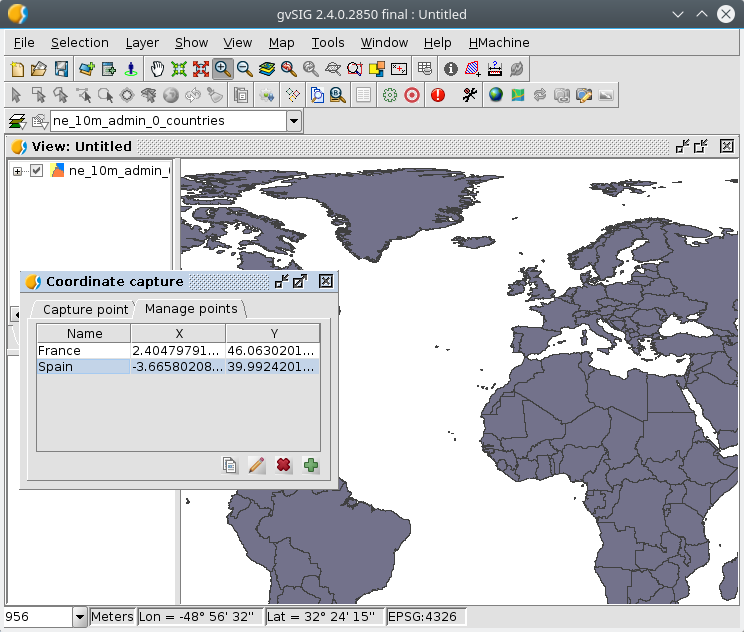 gvSIG 2.4.0.2850 final : Untitled
File Selection Layer Show View Map Tools Window Help HMachine
ne_10m_admin_0_countries
View: Untitled
ne_10m_admin_
Coordinate capture
Capture point Manage points
Name X Y
France 2.40479791... 46.0630201...
Spain -3.66580208... 39.9924201...
956 Meters Lon = -48° 56' 32" Lat = 32° 24' 15" EPSG:4326